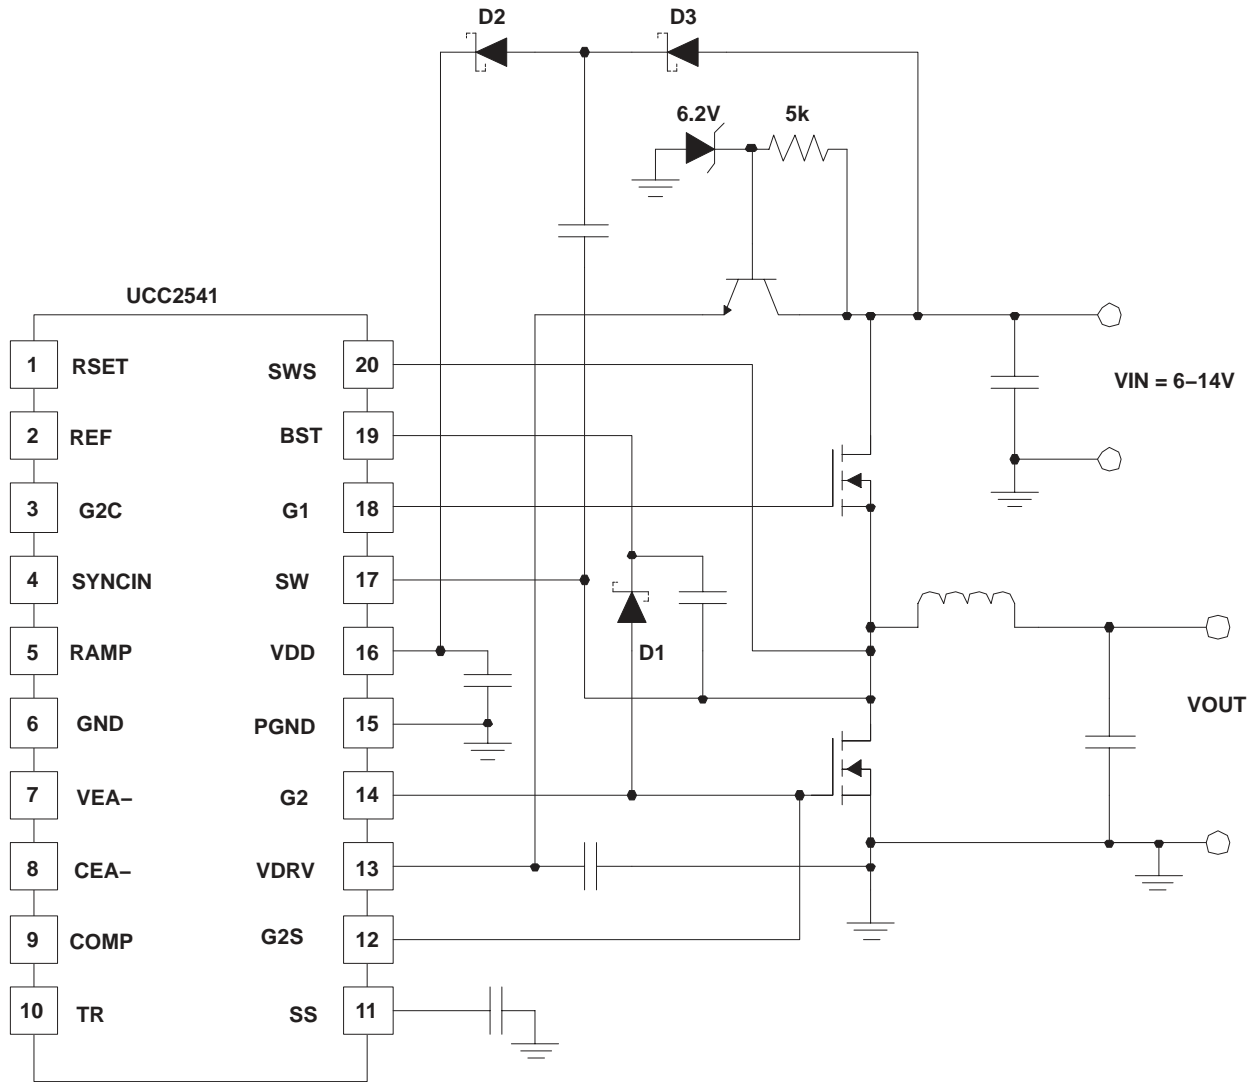 D2
D3
6.2V
5k
UCC2541
1
RSET
2
REF
3
G2C
4
SYNCIN
5
RAMP
6
GND
7
VEA−
8
CEA−
9
COMP
10
TR
SWS
20
BST
19
G1
18
SW
17
VDD
16
PGND
15
G2
14
VDRV
13
G2S
12
SS
11
D1
VIN = 6−14V
VOUT